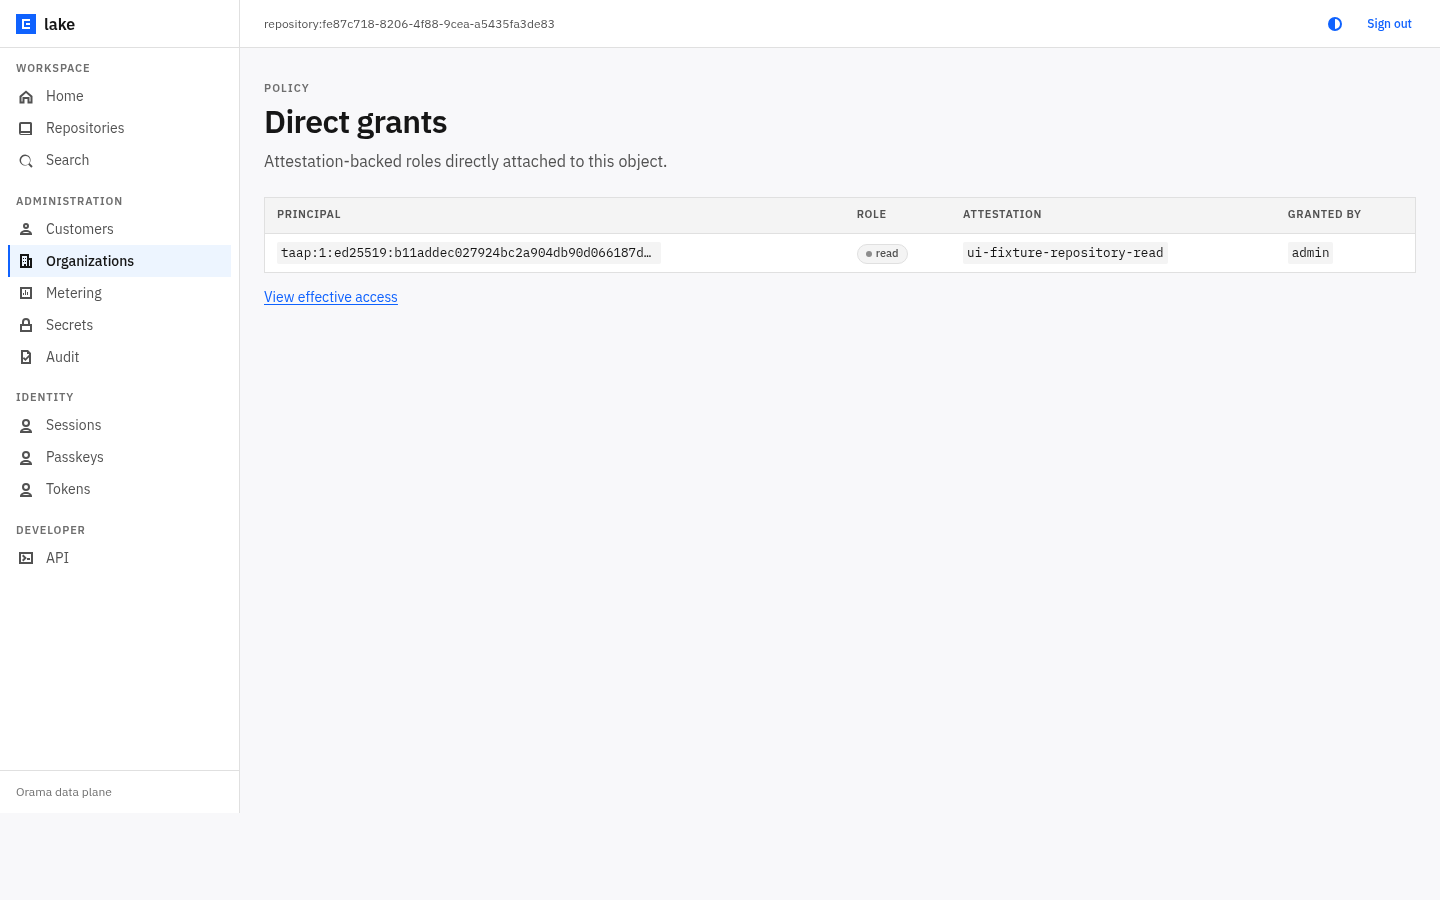 lake
repository:fe87c718-8206-4f88-9cea-a5435fa3de83
Sign out
WORKSPACE
Home
Repositories
Search
ADMINISTRATION
Customers
Organizations
Metering
Secrets
Audit
IDENTITY
Sessions
Passkeys
Tokens
DEVELOPER
API
Orama data plane
POLICY
Direct grants
Attestation-backed roles directly attached to this object.
PRINCIPAL ROLE ATTESTATION GRANTED BY
taap:1:ed25519:b11addec027924bc2a904db90d066187d… read ui-fixture-repository-read admin
View effective access